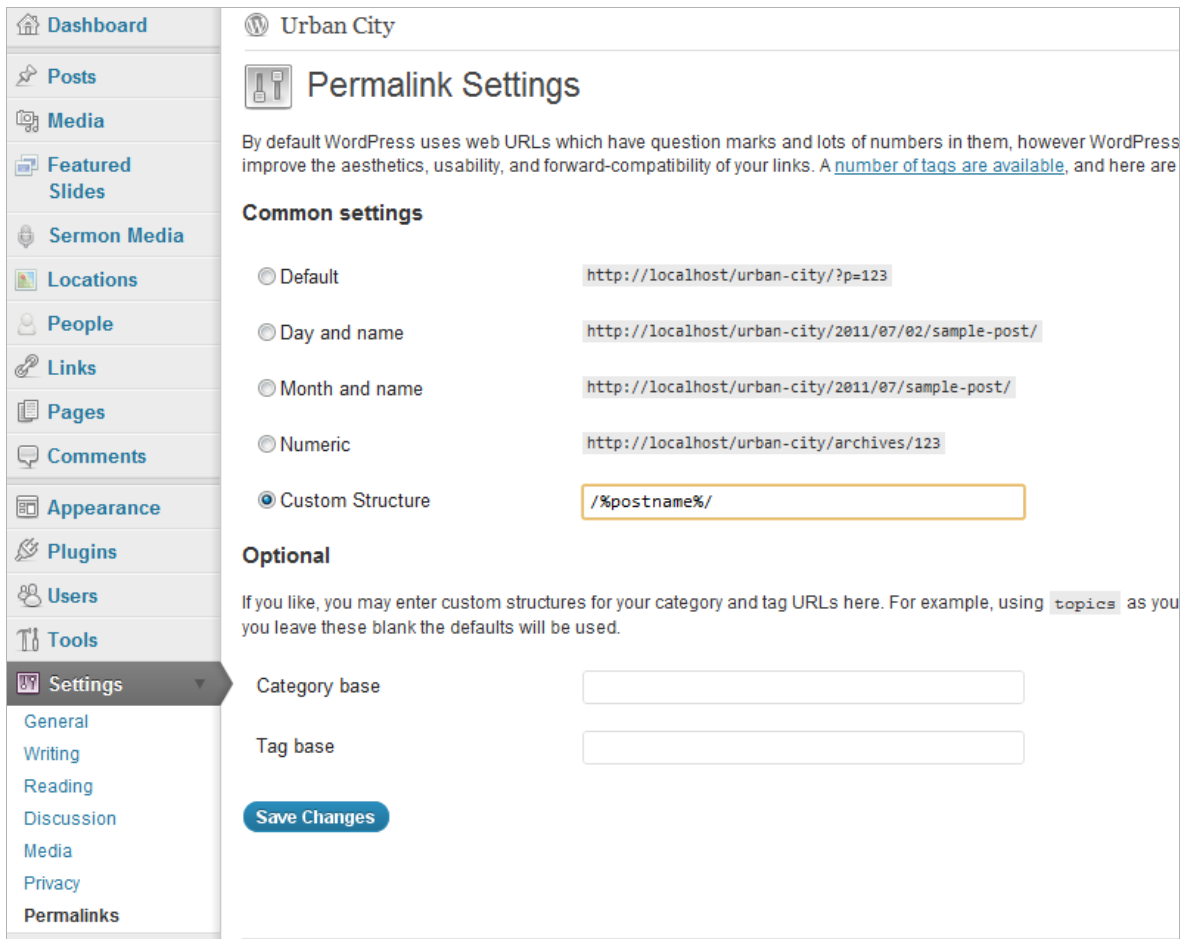 Dashboard
Posts
Media
Featured
Slides
Sermon Media
Locations
People
Links
Pages
Comments
Appearance
Plugins
Users
Tools
Settings
General
Writing
Reading
Discussion
Media
Privacy
Permalinks
Urban City
Permalink Settings
By default WordPress uses web URLs which have question marks and lots of numbers in them, however WordPress
improve the aesthetics, usability, and forward-compatibility of your links. A number of tags are available, and here are
Common settings
Default http://localhost/urban-city/?p=123
Day and name http://localhost/urban-city/2011/07/02/sample-post/
Month and name http://localhost/urban-city/2011/07/sample-post/
Numeric http://localhost/urban-city/archives/123
Custom Structure /%postname%/
Optional
If you like, you may enter custom structures for your category and tag URLs here. For example, using topics as you
you leave these blank the defaults will be used.
Category base
Tag base
Save Changes